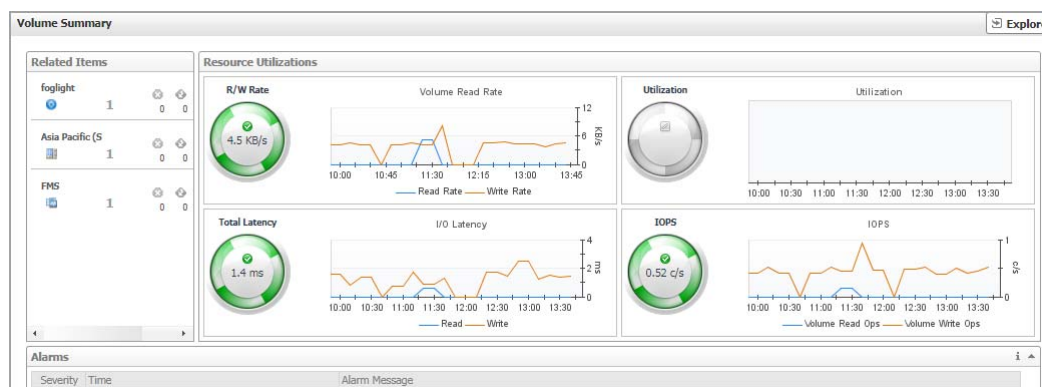 Volume Summary
Explor
Related Items
foglight
1
0 0
Asia Pacific (S
1
0 0
FMS
1
0 0
Resource Utilizations
R/W Rate
4.5 KB/s
Volume Read Rate
12
6
0
KB/s
10:00 10:45 11:30 12:15 13:00 13:45
Read Rate Write Rate
Utilization
Utilization
10:00 10:30 11:00 11:30 12:00 12:30 13:00 13:30
Total Latency
1.4 ms
I/O Latency
4
2
0
ms
10:00 10:30 11:00 11:30 12:00 12:30 13:00 13:30
Read Write
IOPS
0.52 c/s
IOPS
1
0
c/s
10:00 10:30 11:00 11:30 12:00 12:30 13:00 13:30
Volume Read Ops Volume Write Ops
Alarms
i
Severity Time Alarm Message